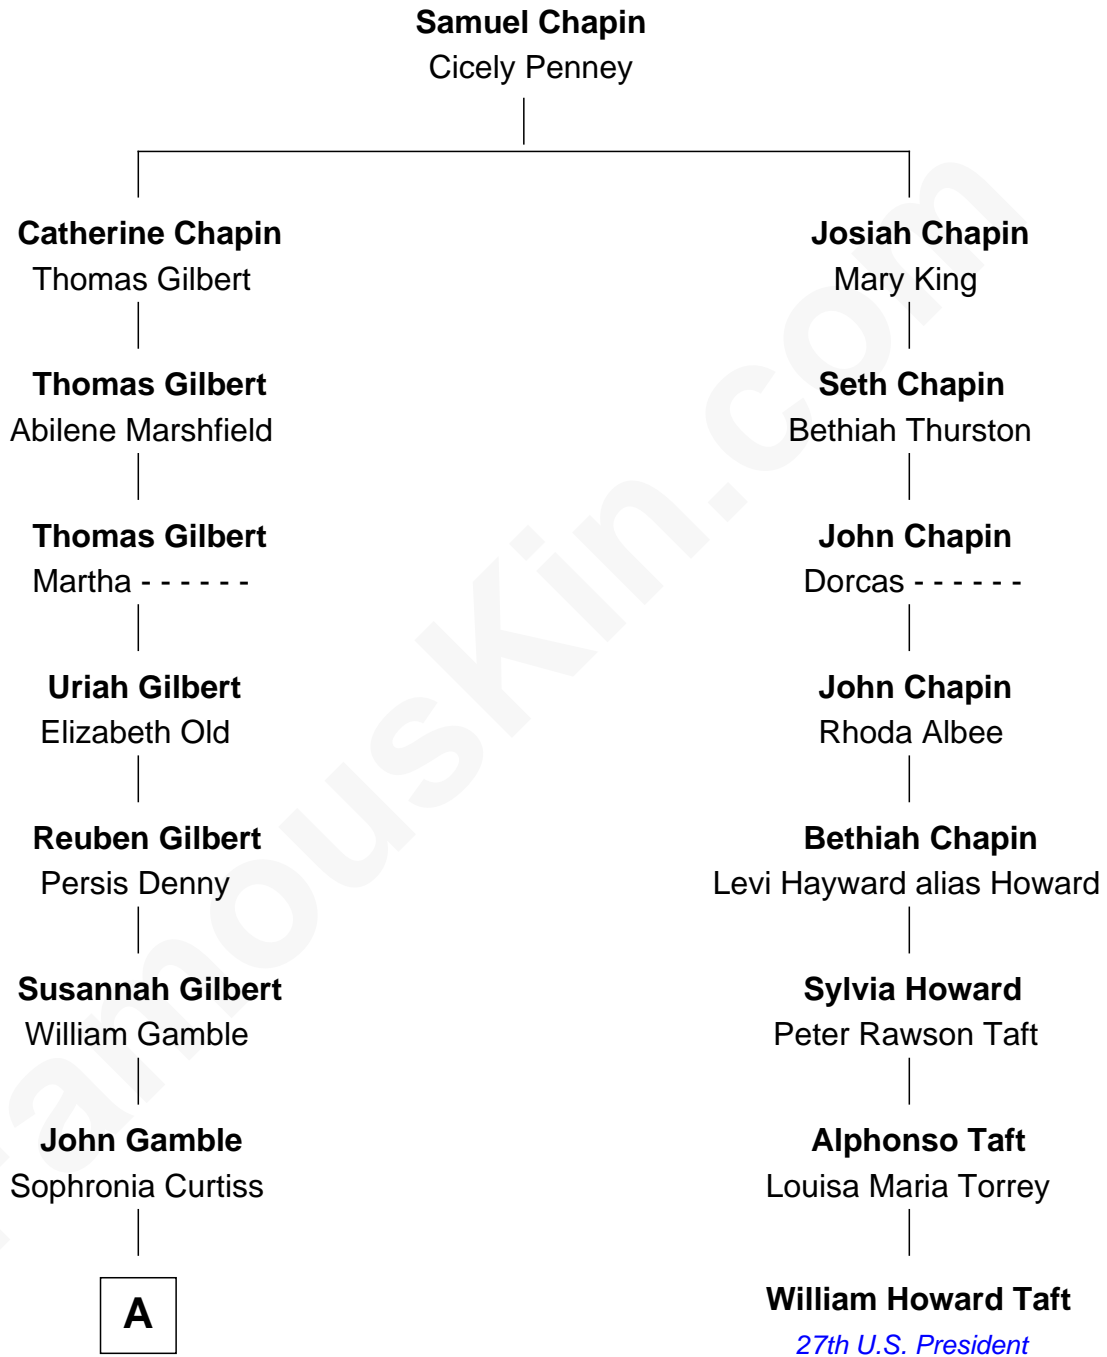 Samuel Chapin
Cicely Penney
Catherine Chapin
Thomas Gilbert
Thomas Gilbert
Abilene Marshfield
Thomas Gilbert
Martha - - - - - -
Uriah Gilbert
Elizabeth Old
Reuben Gilbert
Persis Denny
Susannah Gilbert
William Gamble
John Gamble
Sophronia Curtiss
A
Josiah Chapin
Mary King
Seth Chapin
Bethiah Thurston
John Chapin
Dorcas - - - - - -
John Chapin
Rhoda Albee
Bethiah Chapin
Levi Hayward alias Howard
Sylvia Howard
Peter Rawson Taft
Alphonso Taft
Louisa Maria Torrey
William Howard Taft
27th U.S. President
FamousKin.com